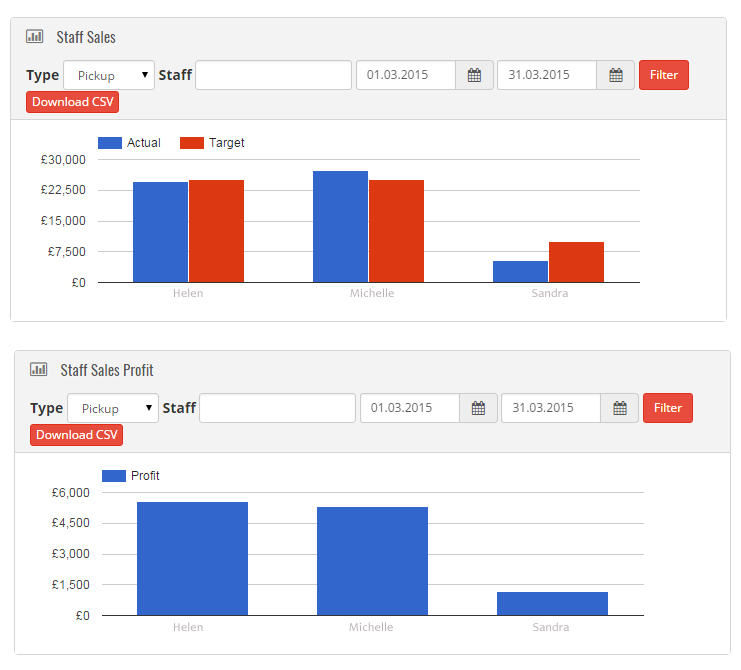 Staff Sales
Type Pickup Staff 01.03.2015 31.03.2015 Filter
Download CSV
Actual Target
£30,000
£22,500
£15,000
£7,500
£0
Helen Michelle Sandra
Staff Sales Profit
Type Pickup Staff 01.03.2015 31.03.2015 Filter
Download CSV
Profit
£6,000
£4,500
£3,000
£1,500
£0
Helen Michelle Sandra